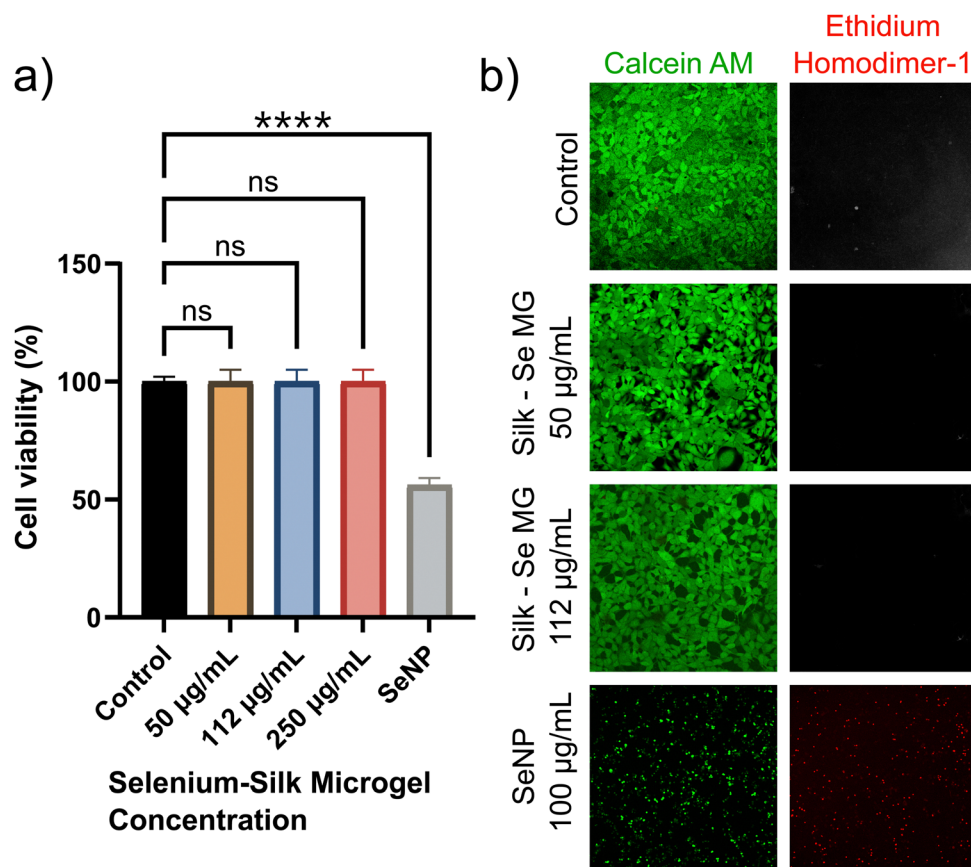 a)
****
ns
ns
ns
150
100
50
0
Cell viability (%)
Control
50 µg/mL
112 µg/mL
250 µg/mL
SeNP
Selenium-Silk Microgel
Concentration
b)
Calcein AM
Ethidium
Homodimer-1
Control
Silk - Se MG
50 µg/mL
Silk - Se MG
112 µg/mL
SeNP
100 µg/mL